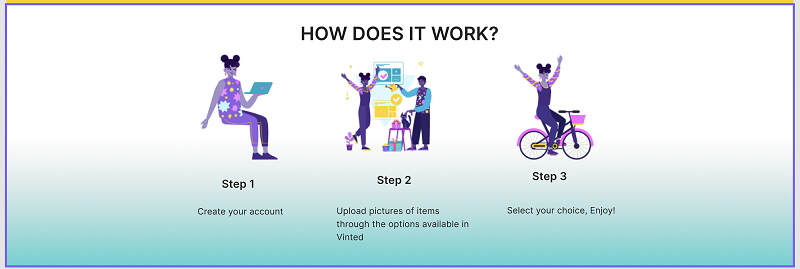 HOW DOES IT WORK?
Step 1
Step 2
Step 3
Create your account
Upload pictures of items
through the options available in
Vinted
Select your choice, Enjoy!